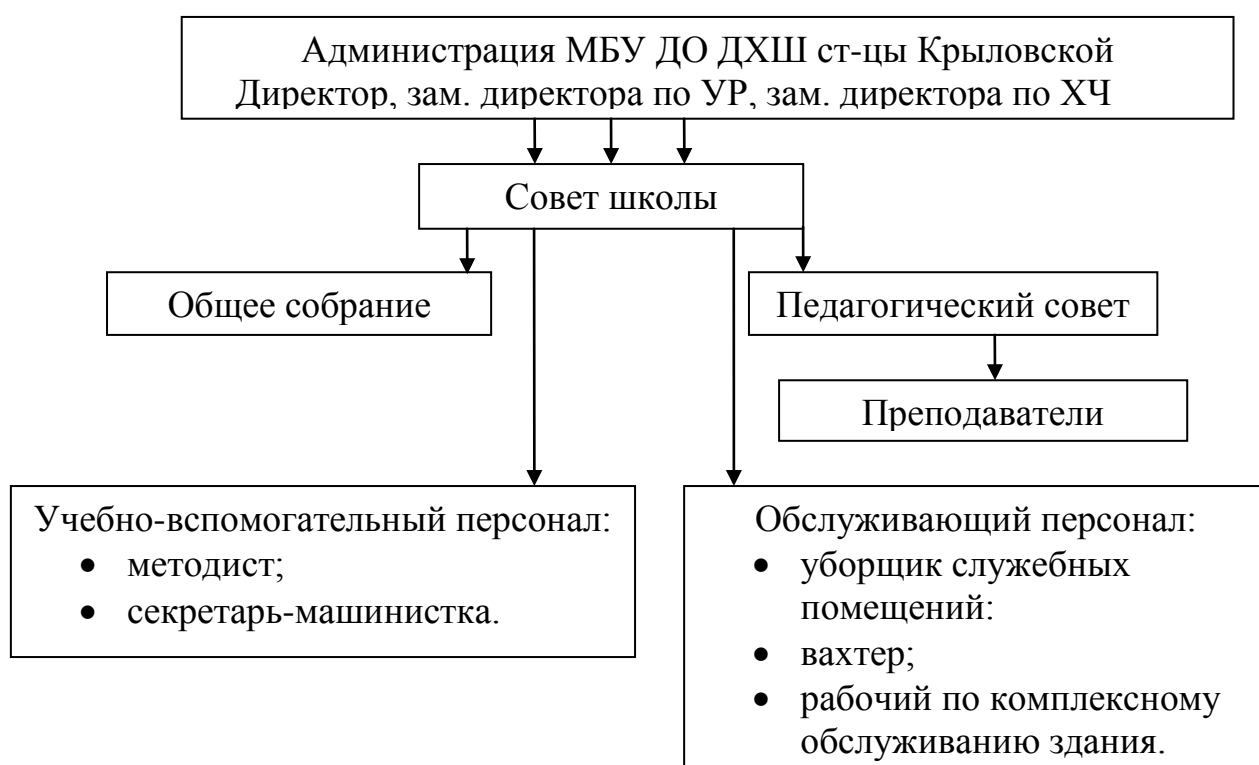 Администрация МБУ ДО ДХШ ст-цы Крыловской
Директор, зам. директора по УР, зам. директора по ХЧ
Совет школы
Общее собрание
Педагогический совет
Преподаватели
Учебно-вспомогательный персонал:
• методист;
• секретарь-машинистка.
Обслуживающий персонал:
• уборщик служебных
помещений:
• вахтер;
• рабочий по комплексному
обслуживанию здания.